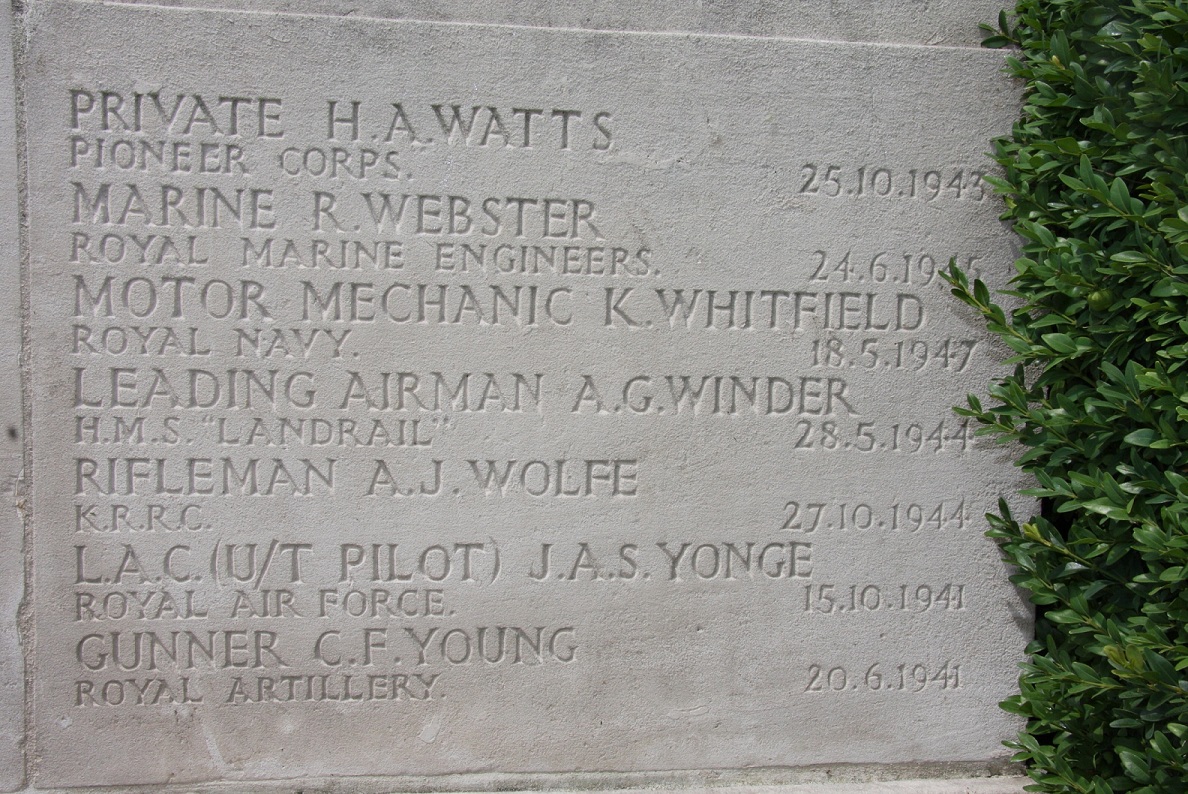 PRIVATE H.A.WATTS
PIONEER CORPS. 25.10.1943
MARINE R.WEBSTER
ROYAL MARINE ENGINEERS. 24.6.1945
MOTOR MECHANIC K.WHITFIELD
ROYAL NAVY. 18.5.1947
LEADING AIRMAN A.G.WINDER
H.M.S."LANDRAIL" 28.5.1944
RIFLEMAN A.J.WOLFE
K.R.R.C. 27.10.1944
L.A.C.(U/T PILOT) J.A.S.YONGE
ROYAL AIR FORCE. 15.10.1941
GUNNER C.F.YOUNG
ROYAL ARTILLERY. 20.6.1941